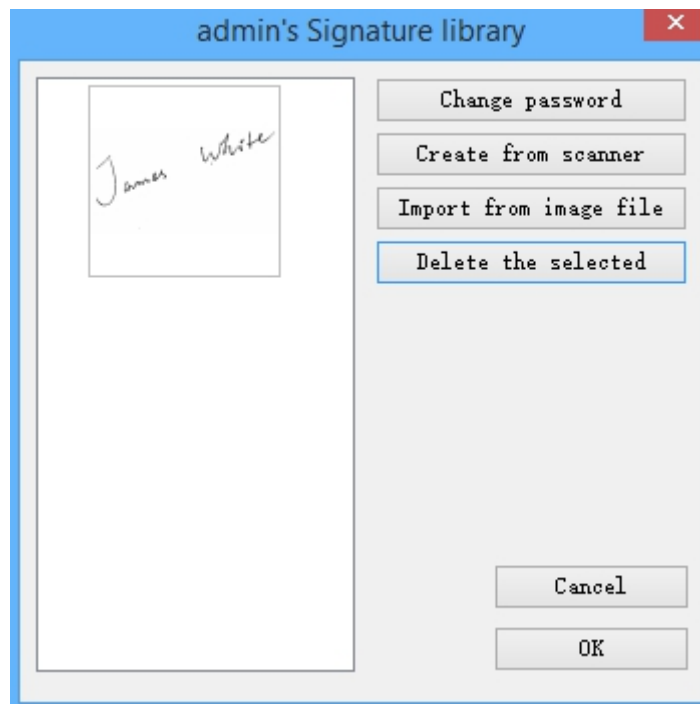 admin's Signature library
James White
Change password
Create from scanner
Import from image file
Delete the selected
Cancel
OK